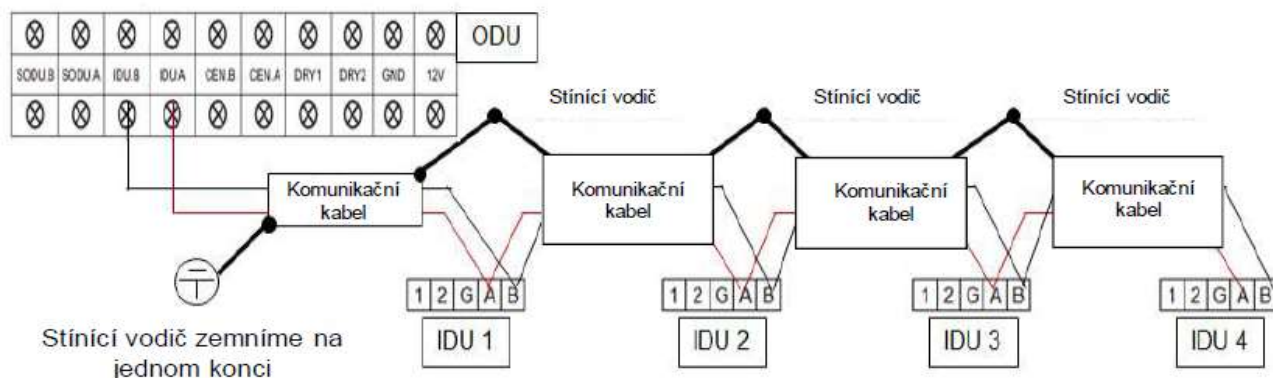 ODU
SODU.B SODU.A IDU.B IDU.A CEN.B CEN.A DRY1 DRY2 GND 12V
Stínící vodič
Stínící vodič
Stínící vodič
Komunikační
kabel
Komunikační
kabel
Komunikační
kabel
Komunikační
kabel
1 2 G A B
1 2 G A B
1 2 G A B
1 2 G A B
IDU 1
IDU 2
IDU 3
IDU 4
Stínící vodič zemníme na
jednom konci